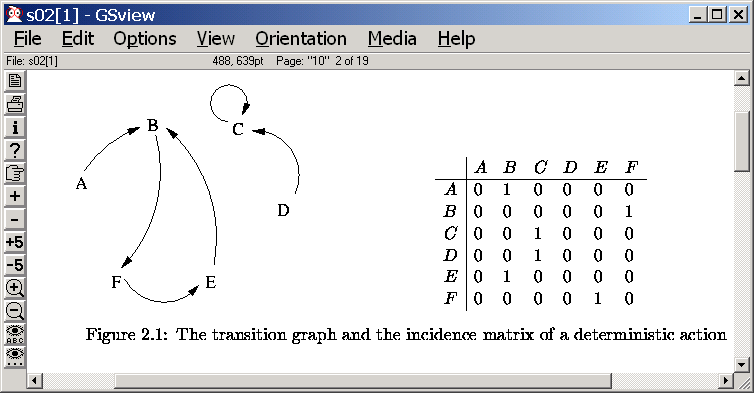 s02[1] - GSview
File Edit Options View Orientation Media Help
File: s02[1] 488, 639pt Page: "10" 2 of 19
i
?
+
-
+5
-5
ABC
B
C
A
D
F
E
A B C D E F
A 0 1 0 0 0 0
B 0 0 0 0 0 1
C 0 0 1 0 0 0
D 0 0 1 0 0 0
E 0 1 0 0 0 0
F 0 0 0 0 1 0
Figure 2.1: The transition graph and the incidence matrix of a deterministic action